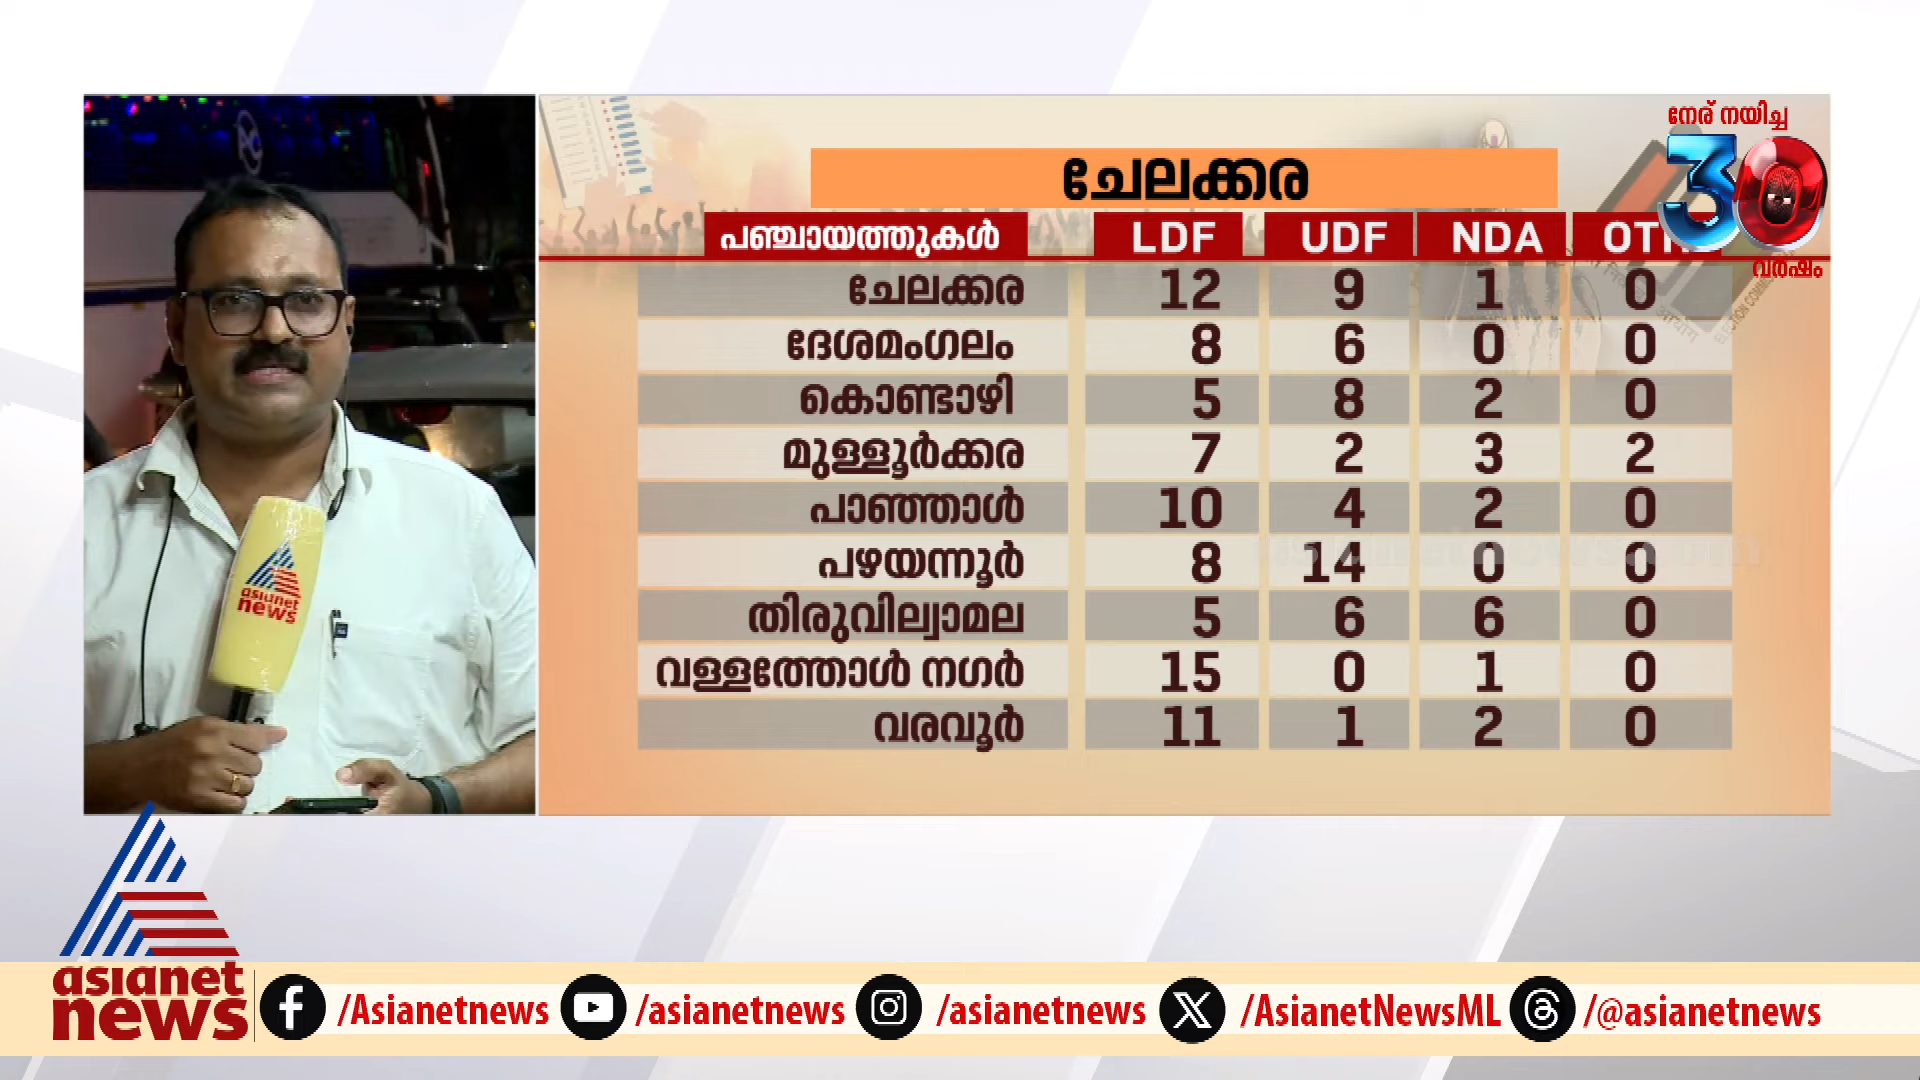 നേര് നയിച്ച
30
വർഷം
ചേലക്കര
പഞ്ചായത്തുകൾ LDF UDF NDA
ചേലക്കര 12 9 1 0
ദേശമംഗലം 8 6 0 0
കൊണ്ടാഴി 5 8 2 0
മുള്ളൂർക്കര 7 2 3 2
പാഞ്ഞാൾ 10 4 2 0
പഴയന്നൂർ 8 14 0 0
തിരുവില്വാമല 5 6 6 0
വള്ളത്തോൾ നഗർ 15 0 1 0
വരവൂർ 11 1 2 0
asianet
news
asianet
news
/Asianetnews /asianetnews /asianetnews /AsianetNewsML /@asianetnews